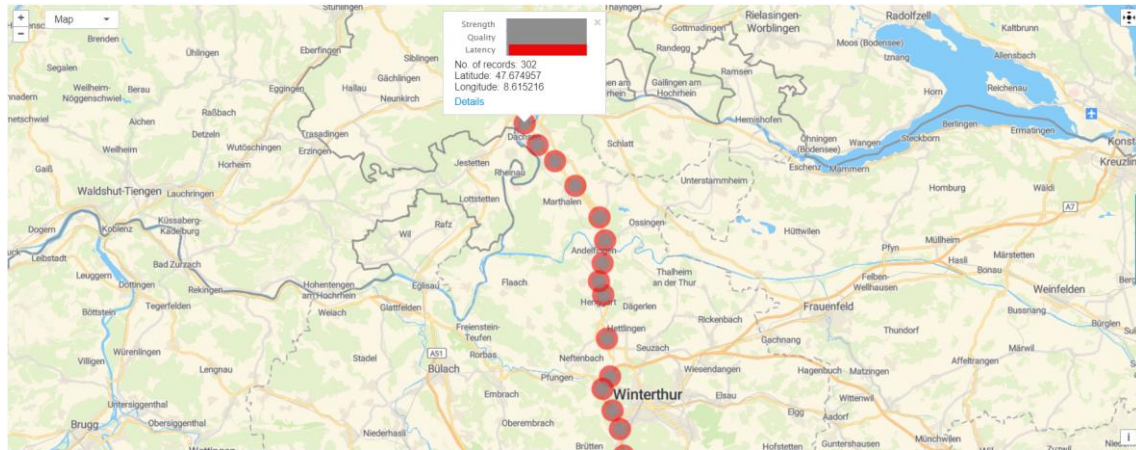 +
−
Map
Strength
Quality
Latency
×
No. of records: 302
Latitude: 47.674957
Longitude: 8.615216
Details
Stühlingen
Thayngen
Gottmadingen
Rielasingen-
Worblingen
Radolfzell
Kaltbrunn
Brenden
Ühlingen
Eberfingen
Siblingen
Randegg
Moos (Bodensee)
Allensbach
Segalen
Iznang
Weilheim-
Nöggenschwiel
Berau
Eggingen
Hallau
Gächlingen
Neunkirch
Ramsen
Gailingen am
Hochrhein
Horn
Reichenau
Raßbach
Aichen
Detzeln
Wutöschingen
Trasadingen
Erzingen
Hemishofen
Öhningen
(Bodensee)
Wangen
Steckborn
Berlingen
Ermatingen
Weilheim
Horheim
Schlatt
Eschenz
Mammern
Kreuzlin
Gaiß
Jestetten
Rheinau
Unterstammheim
Homburg
Wäldi
Waldshut-Tiengen
Lauchringen
Lottstetten
Marthalen
A7
Dogern
Koblenz
Küssaberg-
Kadelburg
Rafz
Wil
Ossingen
Hüttwilen
Pfyn
Müllheim
Märstetten
Leibstadt
Bad Zurzach
Hasli
Leuggern
Döttingen
Rekingen
Hohentengen
am Hochrhein
Eglisau
Flaach
Thalheim
an der Thur
Felben-
Wellhausen
Bonau
Weinfelden
Tegerfelden
Glattfelden
Dägerlen
Frauenfeld
Bussnang
Böttstein
Weiach
Freienstein-
Teufen
Hettlingen
Rickenbach
Thundorf
Bürglen
Villigen
Würenlingen
Stadel
A51
Rorbas
Neftenbach
Seuzach
Gachnang
Affeltrangen
Märwil
Lengnau
Bülach
Pfungen
Wiesendangen
Hagenbuch
Matzingen
Untersiggenthal
Embrach
Winterthur
Elsau
Wittenwil
Aadorf
Brugg
Obersiggenthal
Niederhasli
Oberembrach
Elgg
Brütten
Hofstetten
Guntershausen
Münchwilen
i